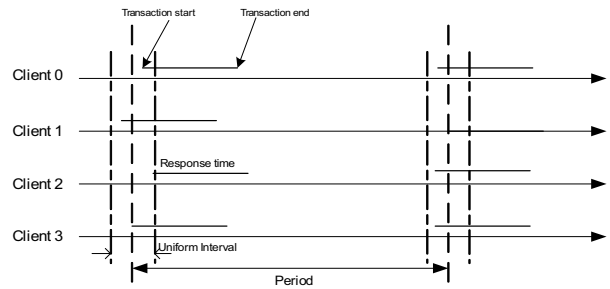 Transaction start
Transaction end
Client 0
Client 1
Response time
Client 2
Client 3
Uniform Interval
Period